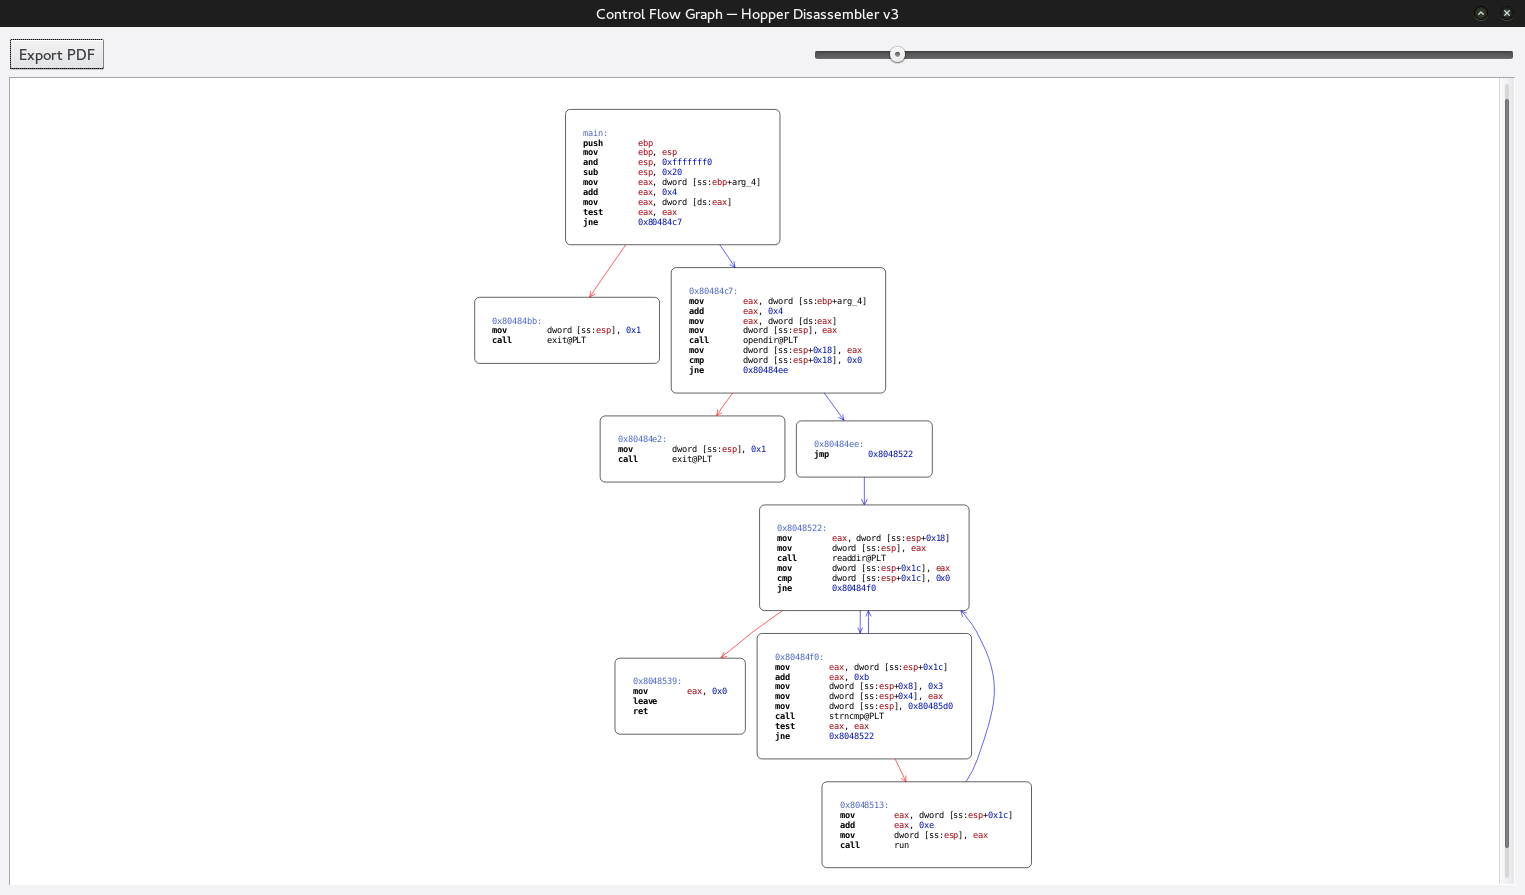 Control Flow Graph — Hopper Disassembler v3
Export PDF
main:
push ebp
mov ebp, esp
and esp, 0xfffffff0
sub esp, 0x20
mov eax, dword [ss:ebp+arg_4]
add eax, 0x4
mov eax, dword [ds:eax]
test eax, eax
jne 0x80484c7
0x80484bb:
mov dword [ss:esp], 0x1
call exit@PLT
0x80484c7:
mov eax, dword [ss:ebp+arg_4]
add eax, 0x4
mov eax, dword [ds:eax]
mov dword [ss:esp], eax
call opendir@PLT
mov dword [ss:esp+0x18], eax
cmp dword [ss:esp+0x18], 0x0
jne 0x80484ee
0x80484e2:
mov dword [ss:esp], 0x1
call exit@PLT
0x80484ee:
jmp 0x8048522
0x8048522:
mov eax, dword [ss:esp+0x18]
mov dword [ss:esp], eax
call readdir@PLT
mov dword [ss:esp+0x1c], eax
cmp dword [ss:esp+0x1c], 0x0
jne 0x80484f0
0x8048539:
mov eax, 0x0
leave
ret
0x80484f0:
mov eax, dword [ss:esp+0x1c]
add eax, 0xb
mov dword [ss:esp+0x8], 0x3
mov dword [ss:esp+0x4], eax
mov dword [ss:esp], 0x80485d0
call strncmp@PLT
test eax, eax
jne 0x8048522
0x8048513:
mov eax, dword [ss:esp+0x1c]
add eax, 0xe
mov dword [ss:esp], eax
call run